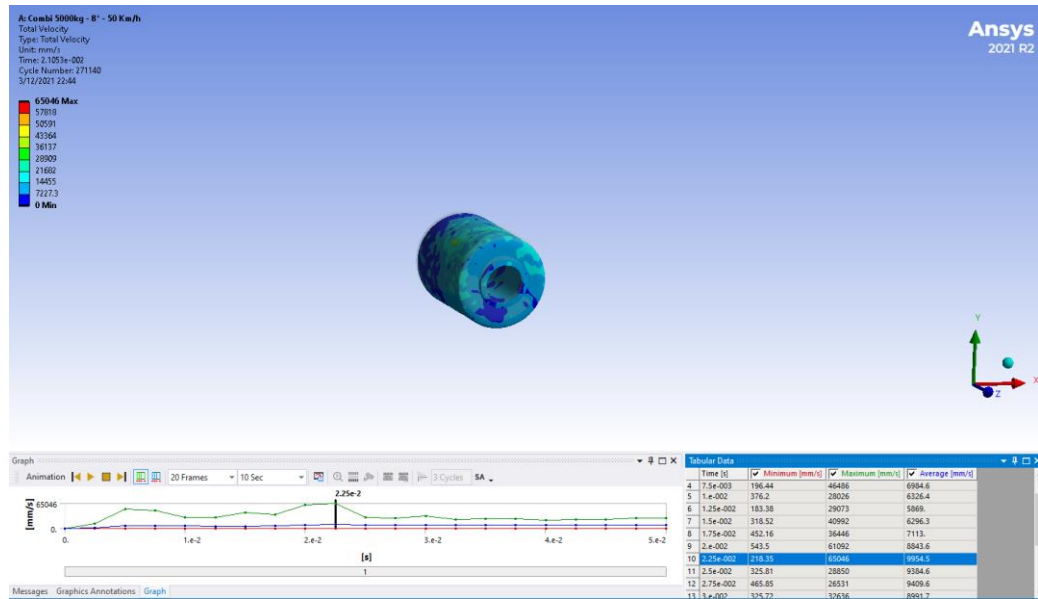 A: Combi 5000kg - 8° - 50 Km/h
Total Velocity
Type: Total Velocity
Unit: mm/s
Time: 2.1053e-002
Cycle Number: 271140
3/12/2021 22:44
65046 Max
57818
50591
43364
36137
28909
21682
14455
7227.3
0 Min
Ansys
2021 R2
Y
X
Z
Graph
Animation 20 Frames 10 Sec 3 Cycles SA
2.25e-2
[mm/s]
65046
0.
0. 1.e-2 2.e-2 3.e-2 4.e-2 5.e-2
[s]
1
Messages Graphics Annotations Graph
Tabular Data
Time [s] Minimum [mm/s] Maximum [mm/s] Average [mm/s]
4 7.5e-003 196.44 46486 6984.6
5 1.e-002 376.2 28026 6326.4
6 1.25e-002 183.38 29073 5869.
7 1.5e-002 318.52 40992 6296.3
8 1.75e-002 452.16 36446 7113.
9 2.e-002 543.5 61092 8843.6
10 2.25e-002 218.35 65046 9954.5
11 2.5e-002 325.81 28850 9384.6
12 2.75e-002 465.85 26531 9409.6
13 3.e-002 325.72 32636 8991.7